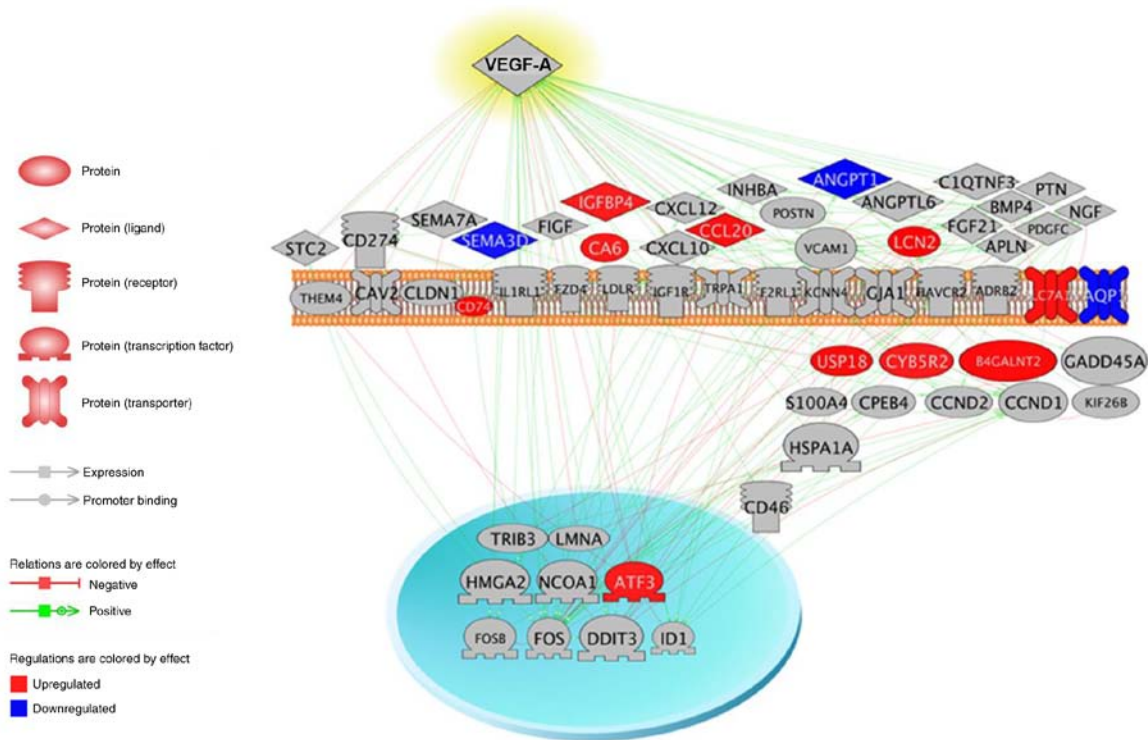 VEGF-A
Protein
Protein (ligand)
Protein (receptor)
Protein (transcription factor)
Protein (transporter)
Expression
Promoter binding
Relations are colored by effect
Negative
Positive
Regulations are colored by effect
Upregulated
Downregulated
STC2
CD274
SEMA7A
SEMA3D
FIGF
IGFBP4
CA6
CXCL12
CXCL10
CCL20
INHBA
POSTN
VCAM1
ANGPT1
ANGPTL6
LCN2
C1QTNF3
FGF21
BMP4
APLN
PTN
PDGFC
NGF
THEM4
CAV2
CLDN1
CD74
IL1RL1
FZD4
LDLR
IGF1R
TRPA1
F2RL1
KCNN4
GJA1
HAVCR2
ADRB2
AQP1
USP18
CYB5R2
B4GALNT2
GADD45A
S100A4
CPEB4
CCND2
CCND1
KIF26B
HSPA1A
CD46
TRIB3
LMNA
HMGA2
NCOA1
ATF3
FOSB
FOS
DDIT3
ID1